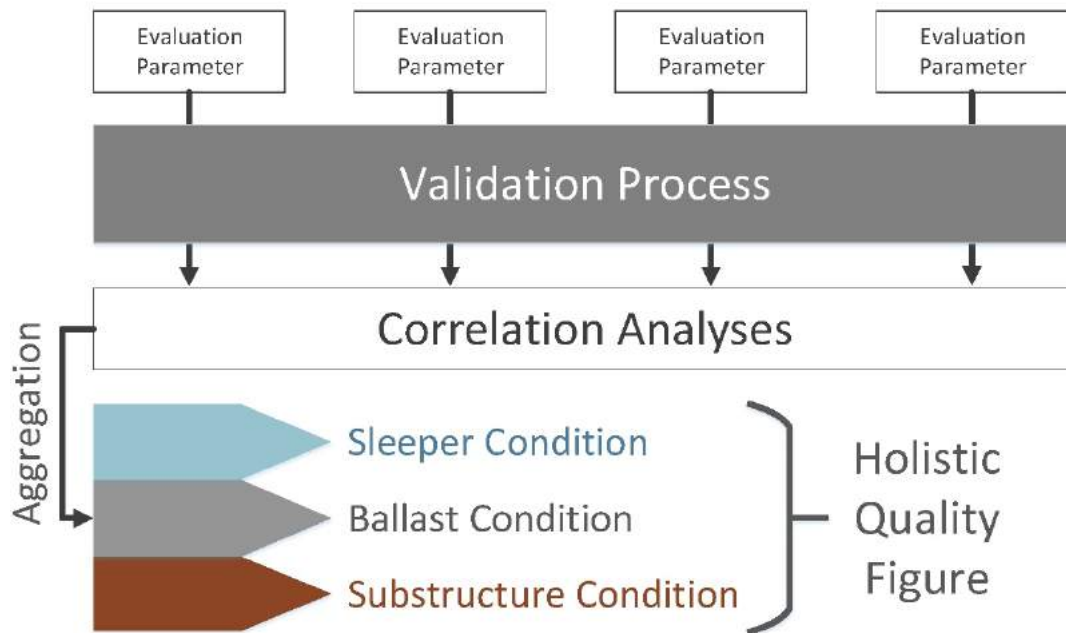 Evaluation
Parameter
Evaluation
Parameter
Evaluation
Parameter
Evaluation
Parameter
Validation Process
Correlation Analyses
Aggregation
Sleeper Condition
Ballast Condition
Substructure Condition
Holistic
Quality
Figure